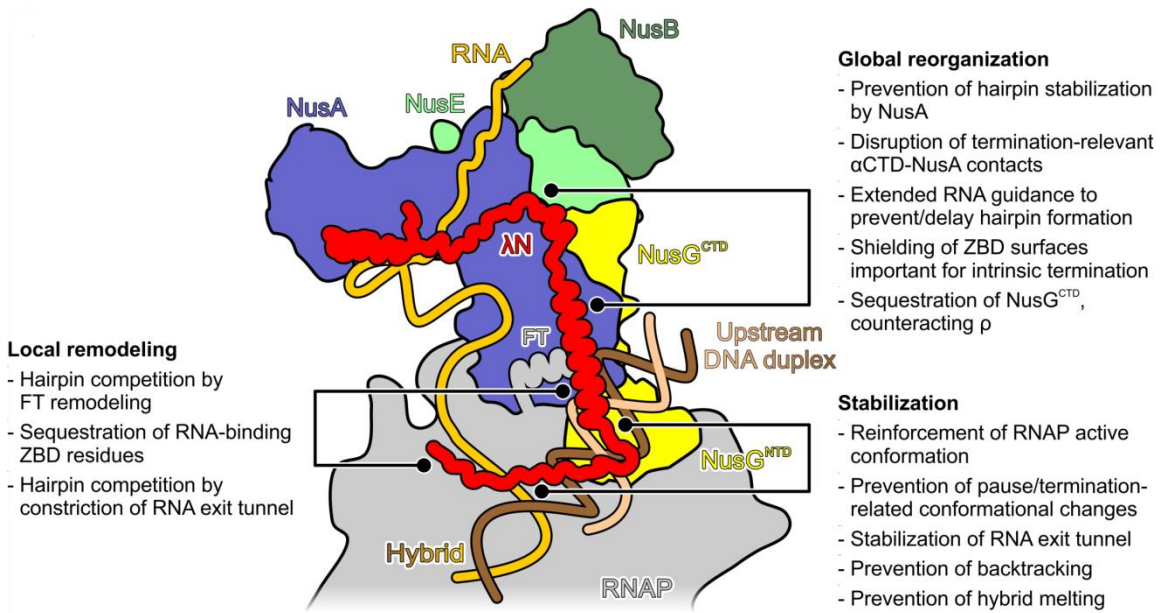 NusB
RNA
NusE
NusA
λN
NusG^CTD
FT
Upstream
DNA duplex
NusG^NTD
Hybrid
RNAP
Global reorganization
- Prevention of hairpin stabilization
by NusA
- Disruption of termination-relevant
αCTD-NusA contacts
- Extended RNA guidance to
prevent/delay hairpin formation
- Shielding of ZBD surfaces
important for intrinsic termination
- Sequestration of NusG^CTD,
counteracting ρ
Local remodeling
- Hairpin competition by
FT remodeling
- Sequestration of RNA-binding
ZBD residues
- Hairpin competition by
constriction of RNA exit tunnel
Stabilization
- Reinforcement of RNAP active
conformation
- Prevention of pause/termination-
related conformational changes
- Stabilization of RNA exit tunnel
- Prevention of backtracking
- Prevention of hybrid melting